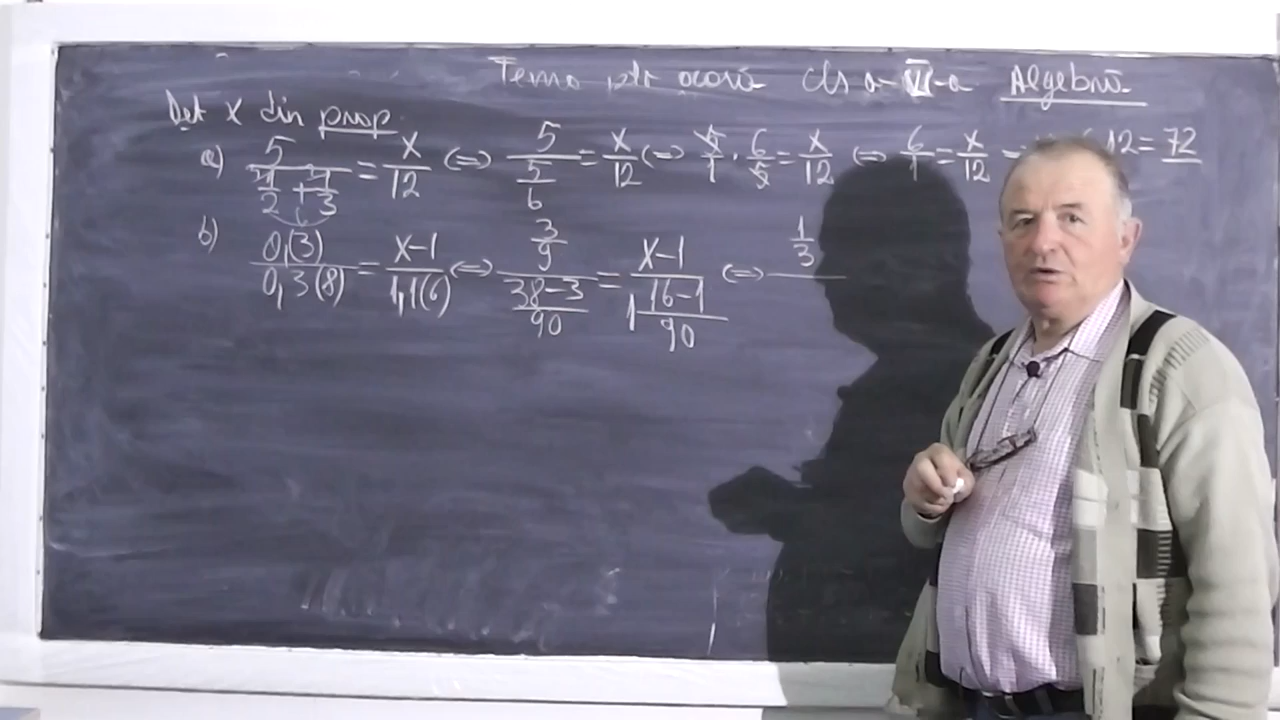 Tema ptr acasă cls a-VI-a Algebră
Det x din prop.
a) 5/(1/2 + 1/3) = x/12 <=> 5/(5/6) = x/12 <=> 5/1 · 6/5 = x/12 <=> 6/1 = x/12 12 = 72
b) 0,(3)/0,3(8) = x-1/1,1(6) <=> (3/9)/((38-3)/90) = (x-1)/(1 (16-1)/90) <=> 1/3